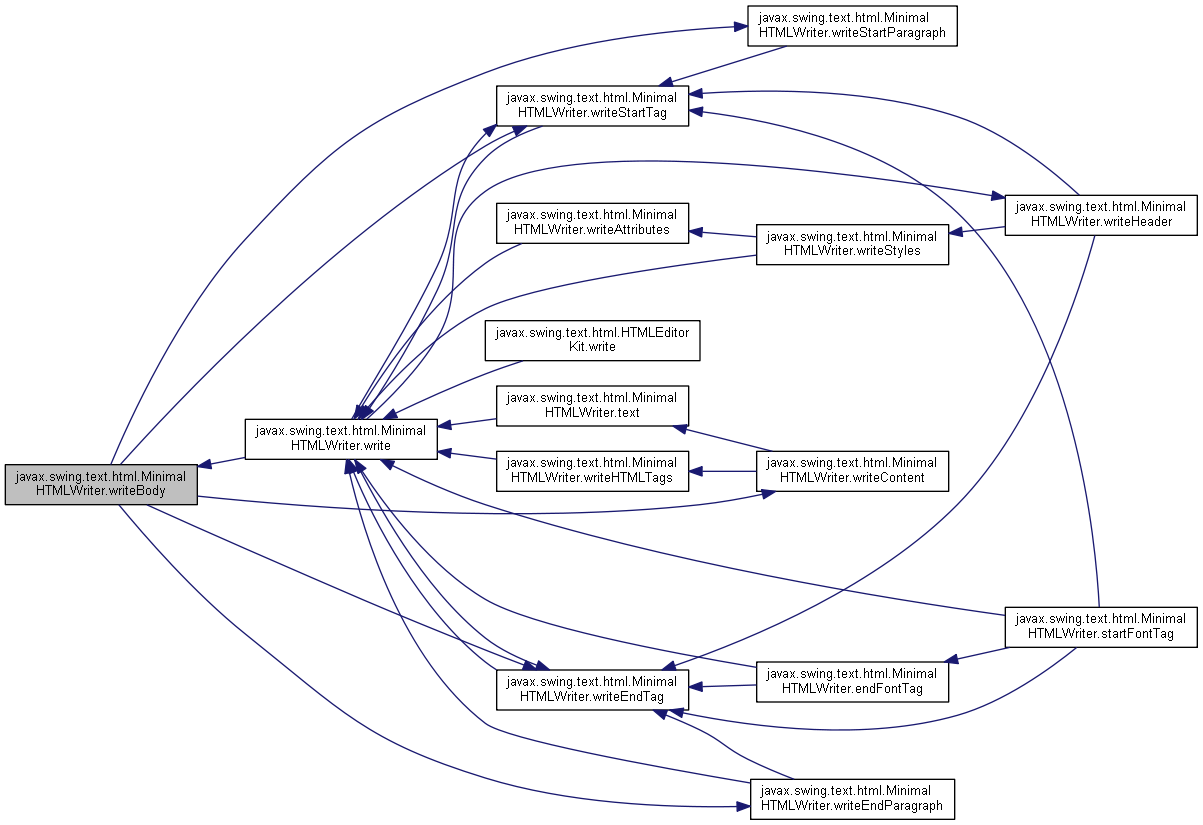 javax.swing.text.html.Minimal
HTMLWriter.writeStartParagraph
javax.swing.text.html.Minimal
HTMLWriter.writeStartTag
javax.swing.text.html.Minimal
HTMLWriter.writeHeader
javax.swing.text.html.Minimal
HTMLWriter.writeAttributes
javax.swing.text.html.Minimal
HTMLWriter.writeStyles
javax.swing.text.html.HTMLEditor
Kit.write
javax.swing.text.html.Minimal
HTMLWriter.text
javax.swing.text.html.Minimal
HTMLWriter.write
javax.swing.text.html.Minimal
HTMLWriter.writeHTMLTags
javax.swing.text.html.Minimal
HTMLWriter.writeContent
javax.swing.text.html.Minimal
HTMLWriter.writeBody
javax.swing.text.html.Minimal
HTMLWriter.startFontTag
javax.swing.text.html.Minimal
HTMLWriter.endFontTag
javax.swing.text.html.Minimal
HTMLWriter.writeEndTag
javax.swing.text.html.Minimal
HTMLWriter.writeEndParagraph